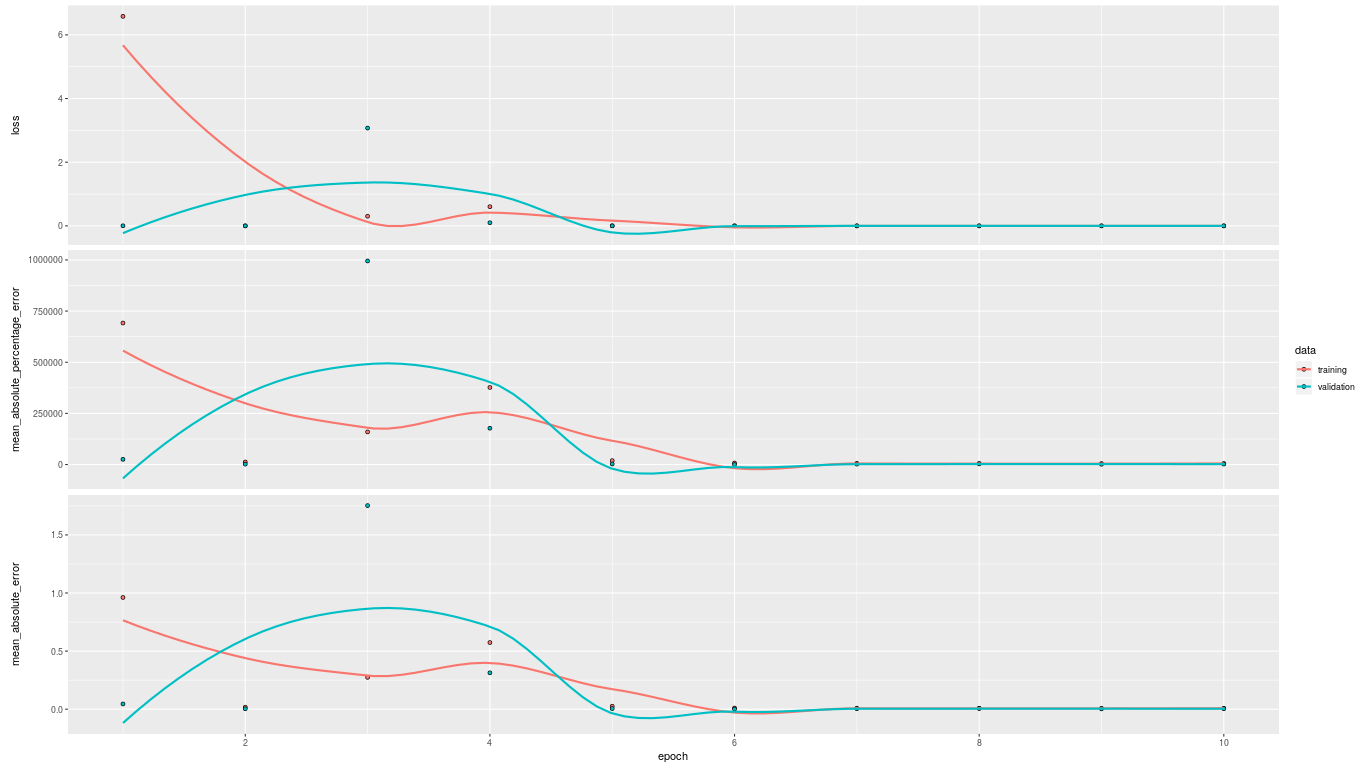 loss
6
4
2
0
mean_absolute_percentage_error
1000000
750000
500000
250000
0
mean_absolute_error
1.5
1.0
0.5
0.0
2 4 6 8 10
epoch
data
training
validation